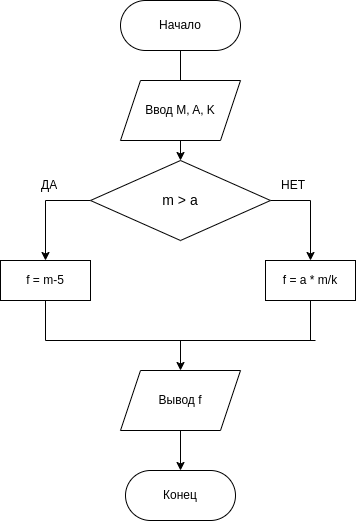 Начало
Ввод M, A, K
m > a
ДА
НЕТ
f = m-5
f = a * m/k
Вывод f
Конец